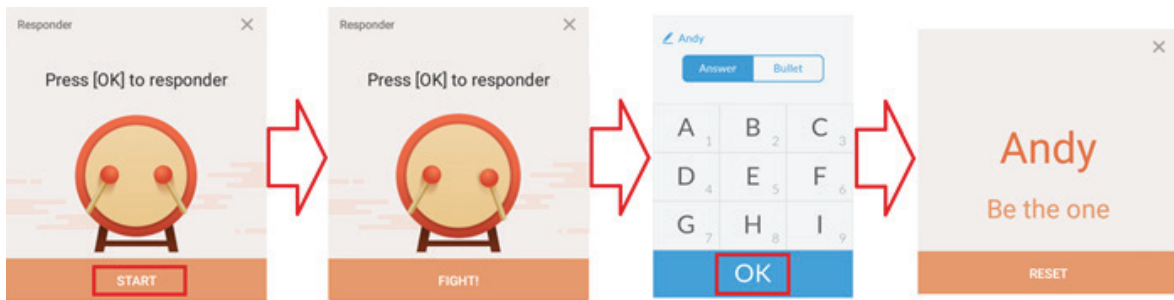 Responder
Press [OK] to responder
START
Responder
Press [OK] to responder
FIGHT!
Andy
Answer Bullet
A 1 B 2 C 3
D 4 E 5 F 6
G 7 H 8 I 9
OK
Andy
Be the one
RESET